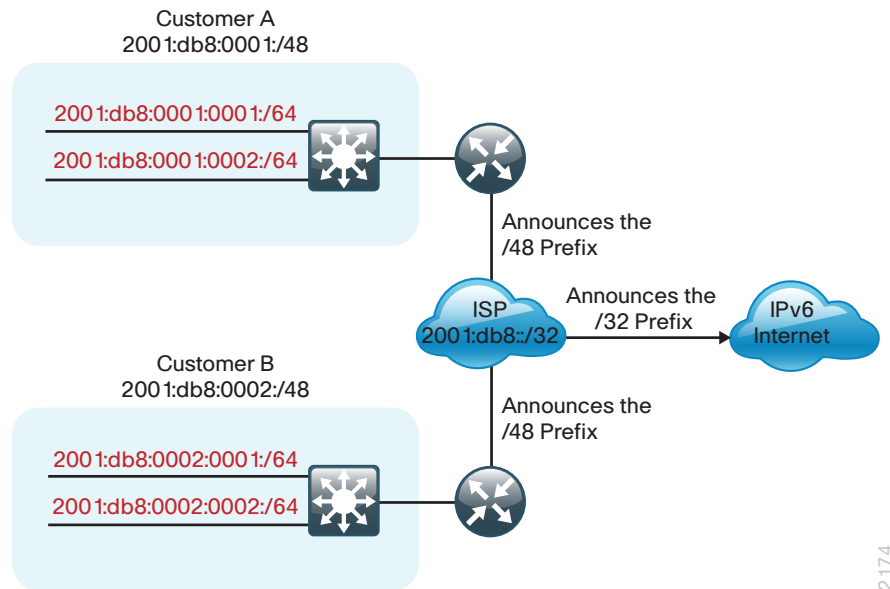 Customer A
2001:db8:0001:/48
2001:db8:0001:0001:/64
2001:db8:0001:0002:/64
Announces the
/48 Prefix
ISP
2001:db8::/32
Announces the
/32 Prefix
IPv6
Internet
Customer B
2001:db8:0002:/48
Announces the
/48 Prefix
2001:db8:0002:0001:/64
2001:db8:0002:0002:/64
2174